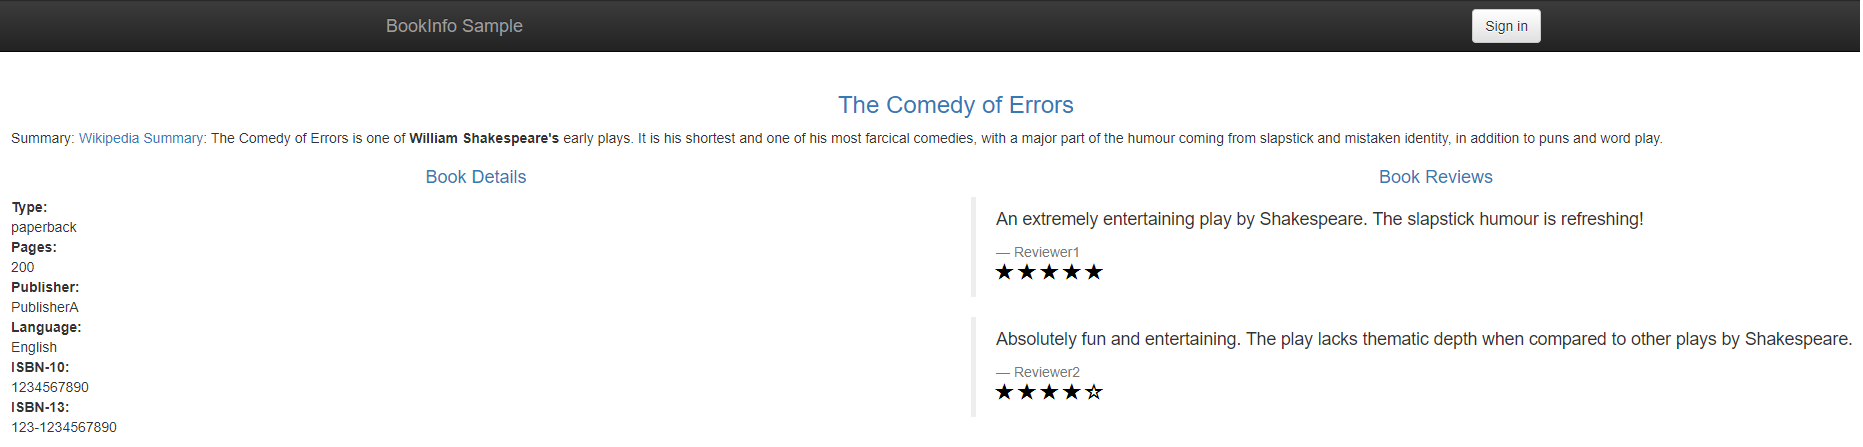 BookInfo Sample
Sign in
The Comedy of Errors
Summary: Wikipedia Summary: The Comedy of Errors is one of William Shakespeare's early plays. It is his shortest and one of his most farcical comedies, with a major part of the humour coming from slapstick and mistaken identity, in addition to puns and word play.
Book Details
Type:
paperback
Pages:
200
Publisher:
PublisherA
Language:
English
ISBN-10:
1234567890
ISBN-13:
123-1234567890
Book Reviews
An extremely entertaining play by Shakespeare. The slapstick humour is refreshing!
— Reviewer1
★★★★★
Absolutely fun and entertaining. The play lacks thematic depth when compared to other plays by Shakespeare.
— Reviewer2
★★★★☆